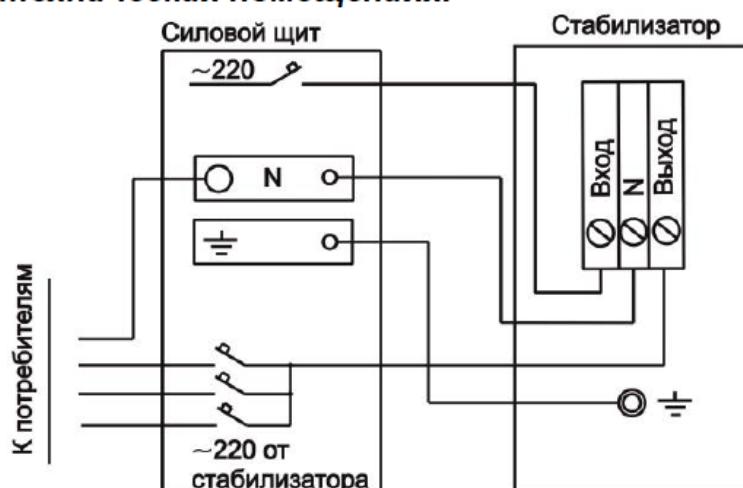 Силовой щит
Стабилизатор
~220
Вход
N
Выход
N
К потребителям
~220 от
стабилизатора